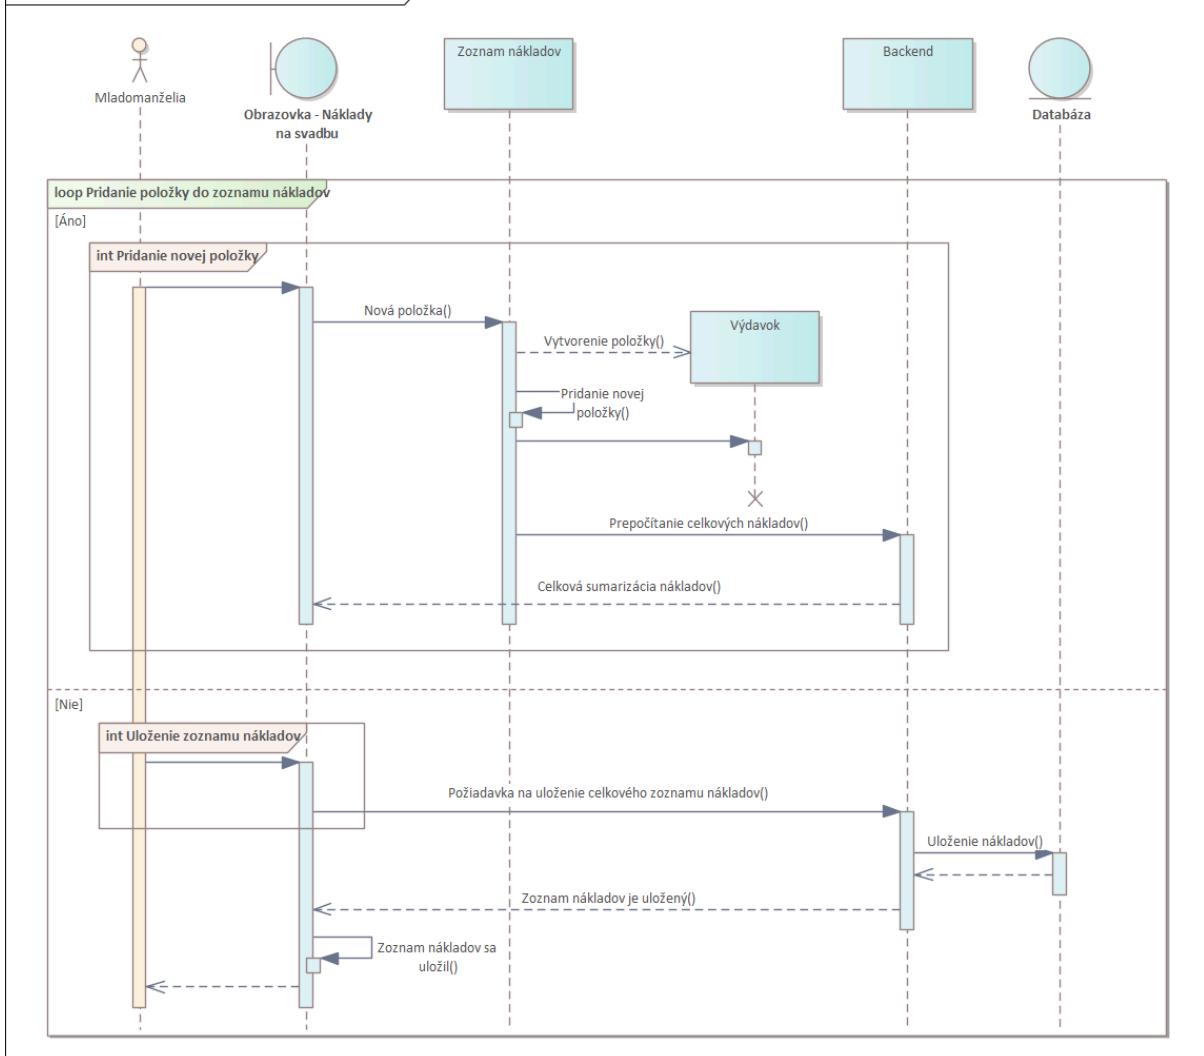 Mladomanželia
Obrazovka - Náklady
na svadbu
Zoznam nákladov
Backend
Databáza
loop Pridanie položky do zoznamu nákladov
[Áno]
int Pridanie novej položky
Nová položka()
Výdavok
Vytvorenie položky()
Pridanie novej
položky()
Prepočítanie celkových nákladov()
Celková sumarizácia nákladov()
[Nie]
int Uloženie zoznamu nákladov
Požiadavka na uloženie celkového zoznamu nákladov()
Uloženie nákladov()
Zoznam nákladov je uložený()
Zoznam nákladov sa
uložil()